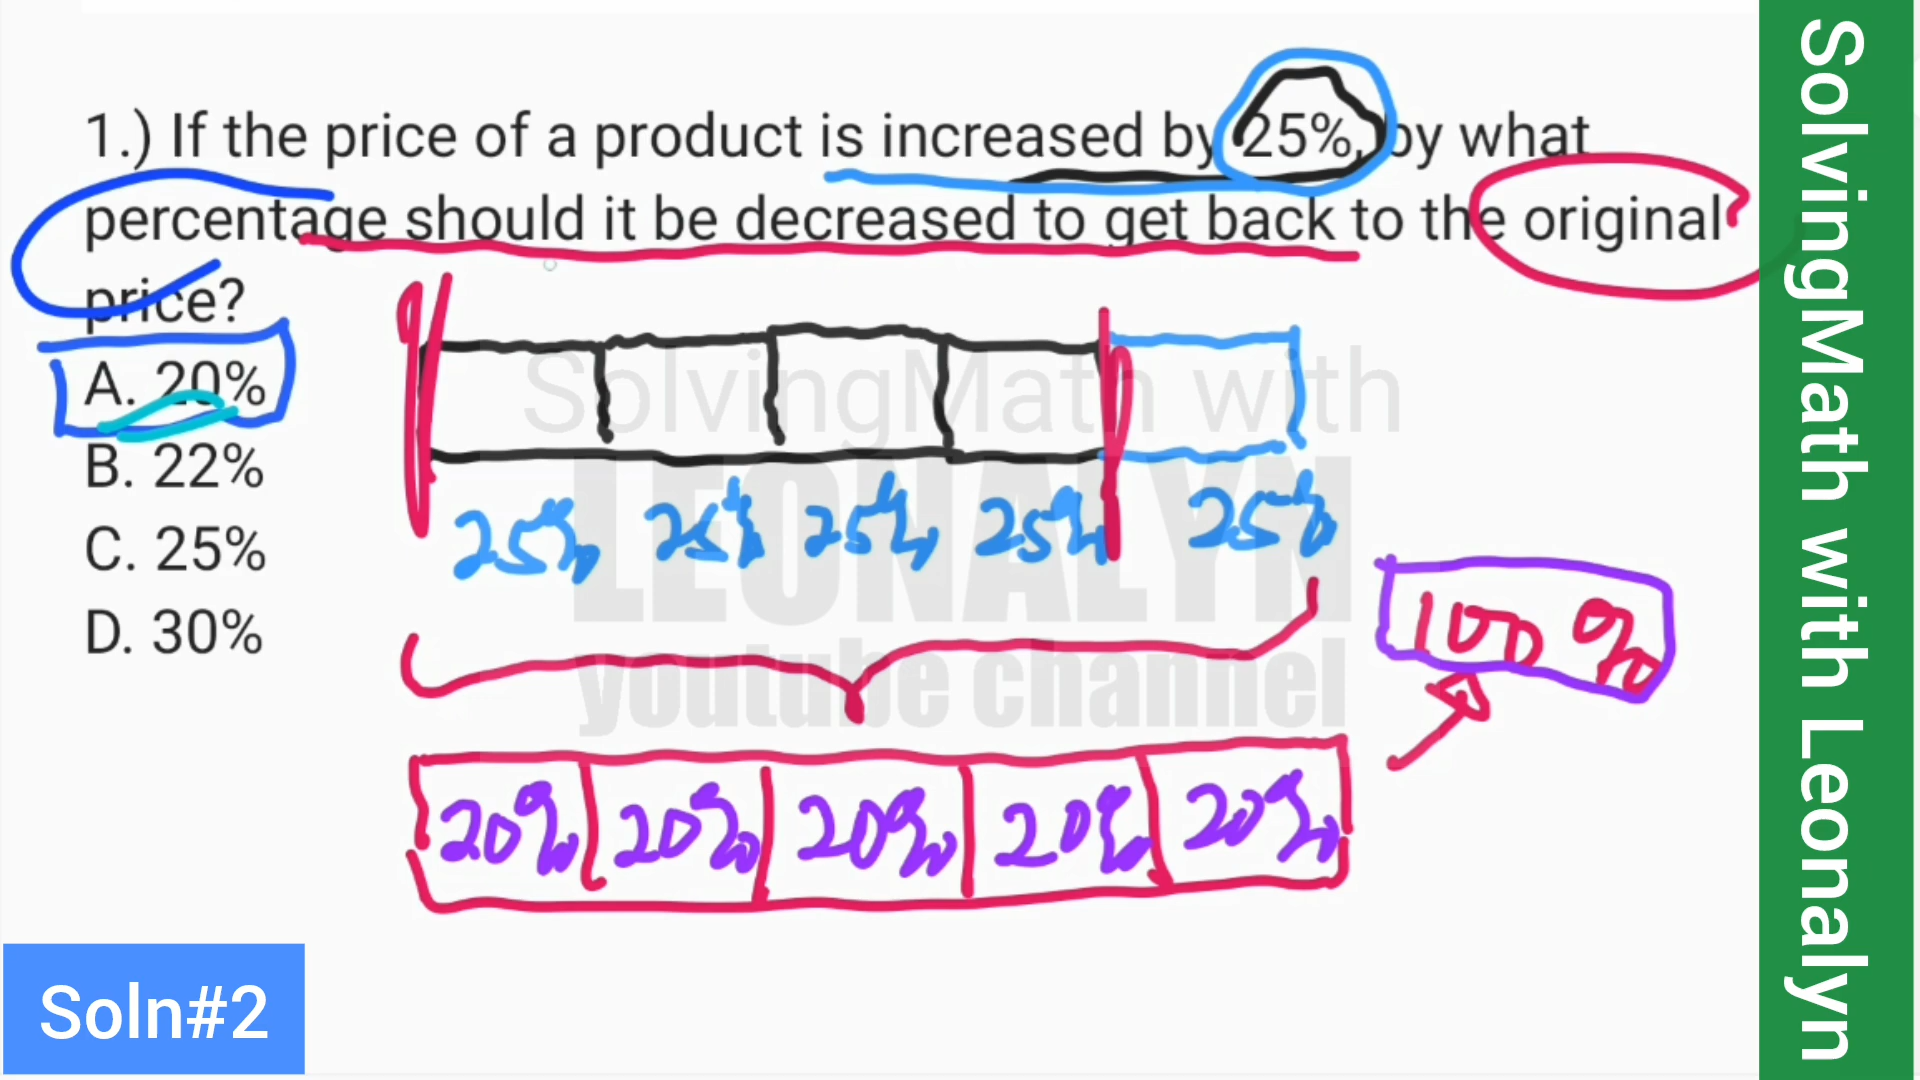 1.) If the price of a product is increased by 25%, by what
percentage should it be decreased to get back to the original
price?
A. 20%
B. 22%
C. 25%
D. 30%
SolvingMath with
LEONALYN
youtube channel
25% 25% 25% 25% 25%
100%
20% 20% 20% 20% 20%
Soln#2
SolvingMath with Leonalyn